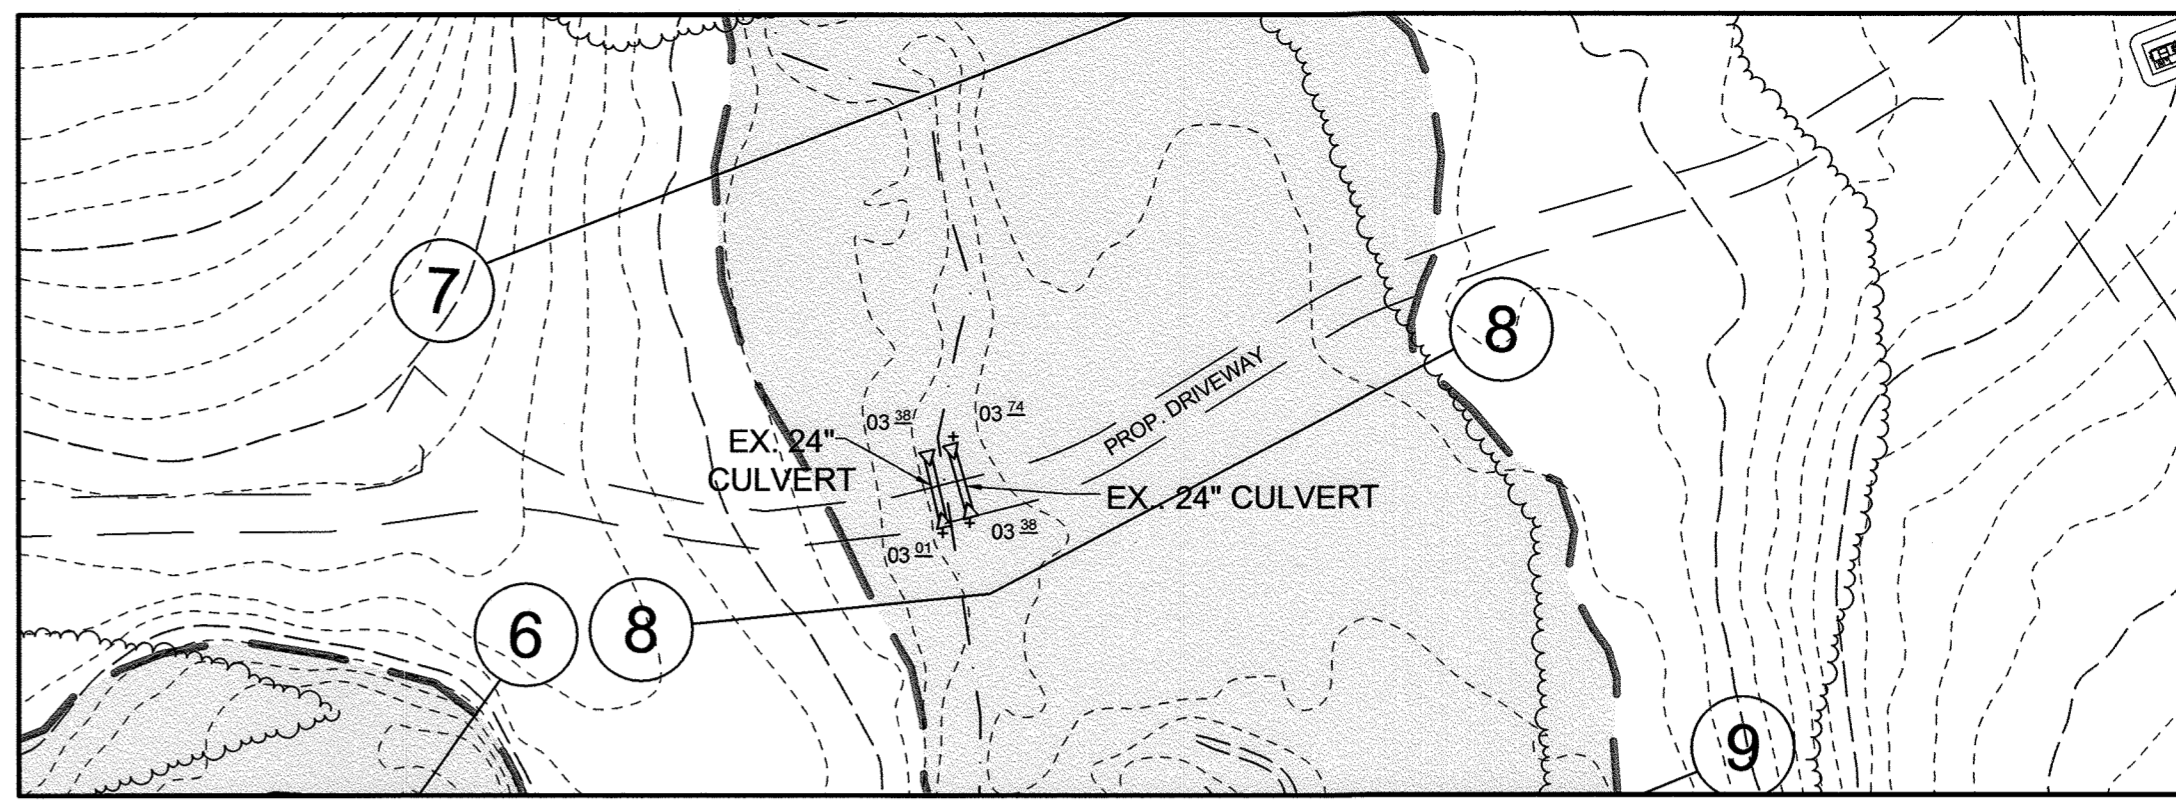 7
8
03 38
03 74
EX. 24"
CULVERT
PROP. DRIVEWAY
EX. 24" CULVERT
03 01
03 38
6
8
9